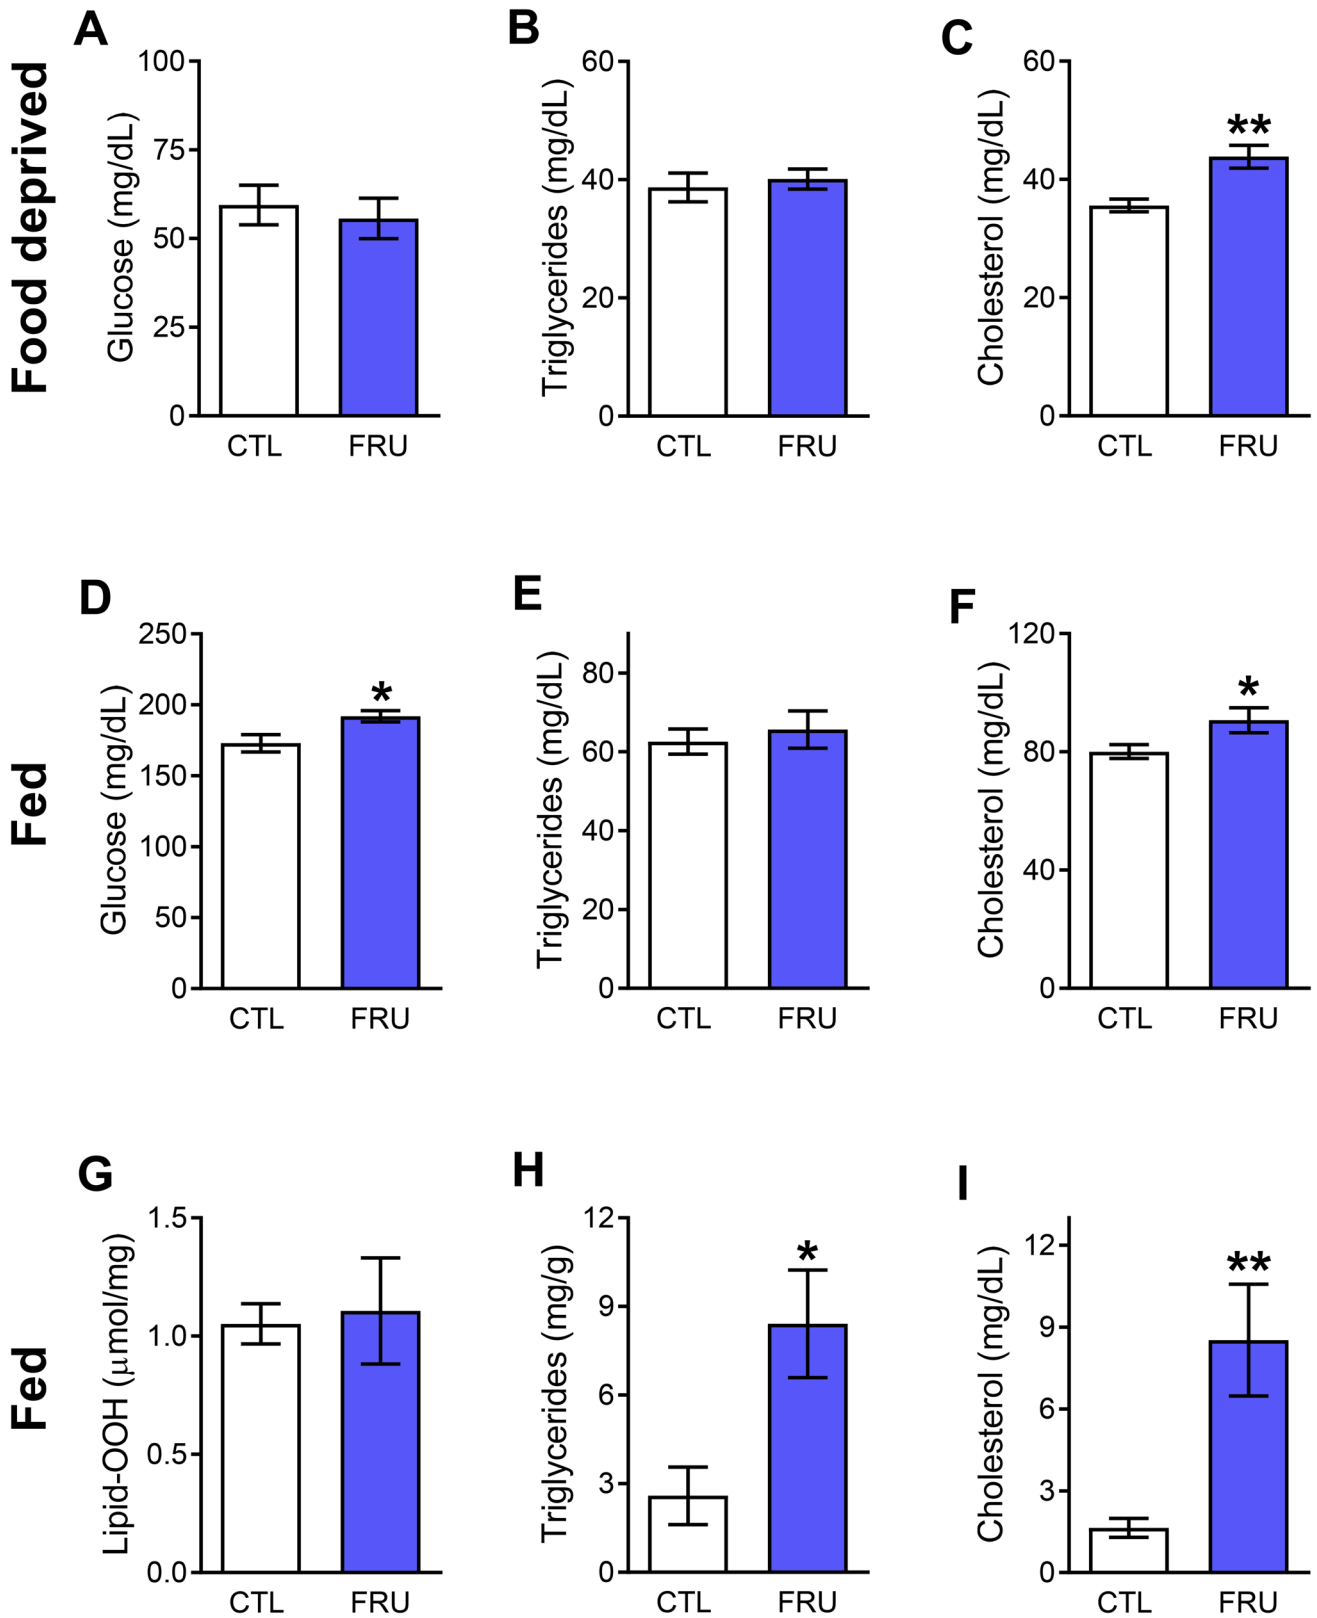 Food deprived
A
Glucose (mg/dL)
100
75
50
25
0
CTL FRU
B
Triglycerides (mg/dL)
60
40
20
0
CTL FRU
C
Cholesterol (mg/dL)
60
40
20
0
**
CTL FRU
Fed
D
Glucose (mg/dL)
250
200
150
100
50
0
*
CTL FRU
E
Triglycerides (mg/dL)
80
60
40
20
0
CTL FRU
F
Cholesterol (mg/dL)
120
80
40
0
*
CTL FRU
Fed
G
Lipid-OOH (μmol/mg)
1.5
1.0
0.5
0.0
CTL FRU
H
Triglycerides (mg/g)
12
9
6
3
0
*
CTL FRU
I
Cholesterol (mg/dL)
12
9
6
3
0
**
CTL FRU